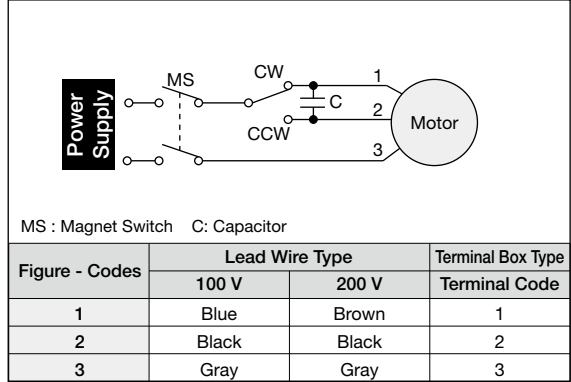 Power
Supply
MS
CW
CCW
C
1
2
3
Motor
MS : Magnet Switch C: Capacitor
Figure - Codes Lead Wire Type Terminal Box Type
100 V 200 V Terminal Code
1 Blue Brown 1
2 Black Black 2
3 Gray Gray 3